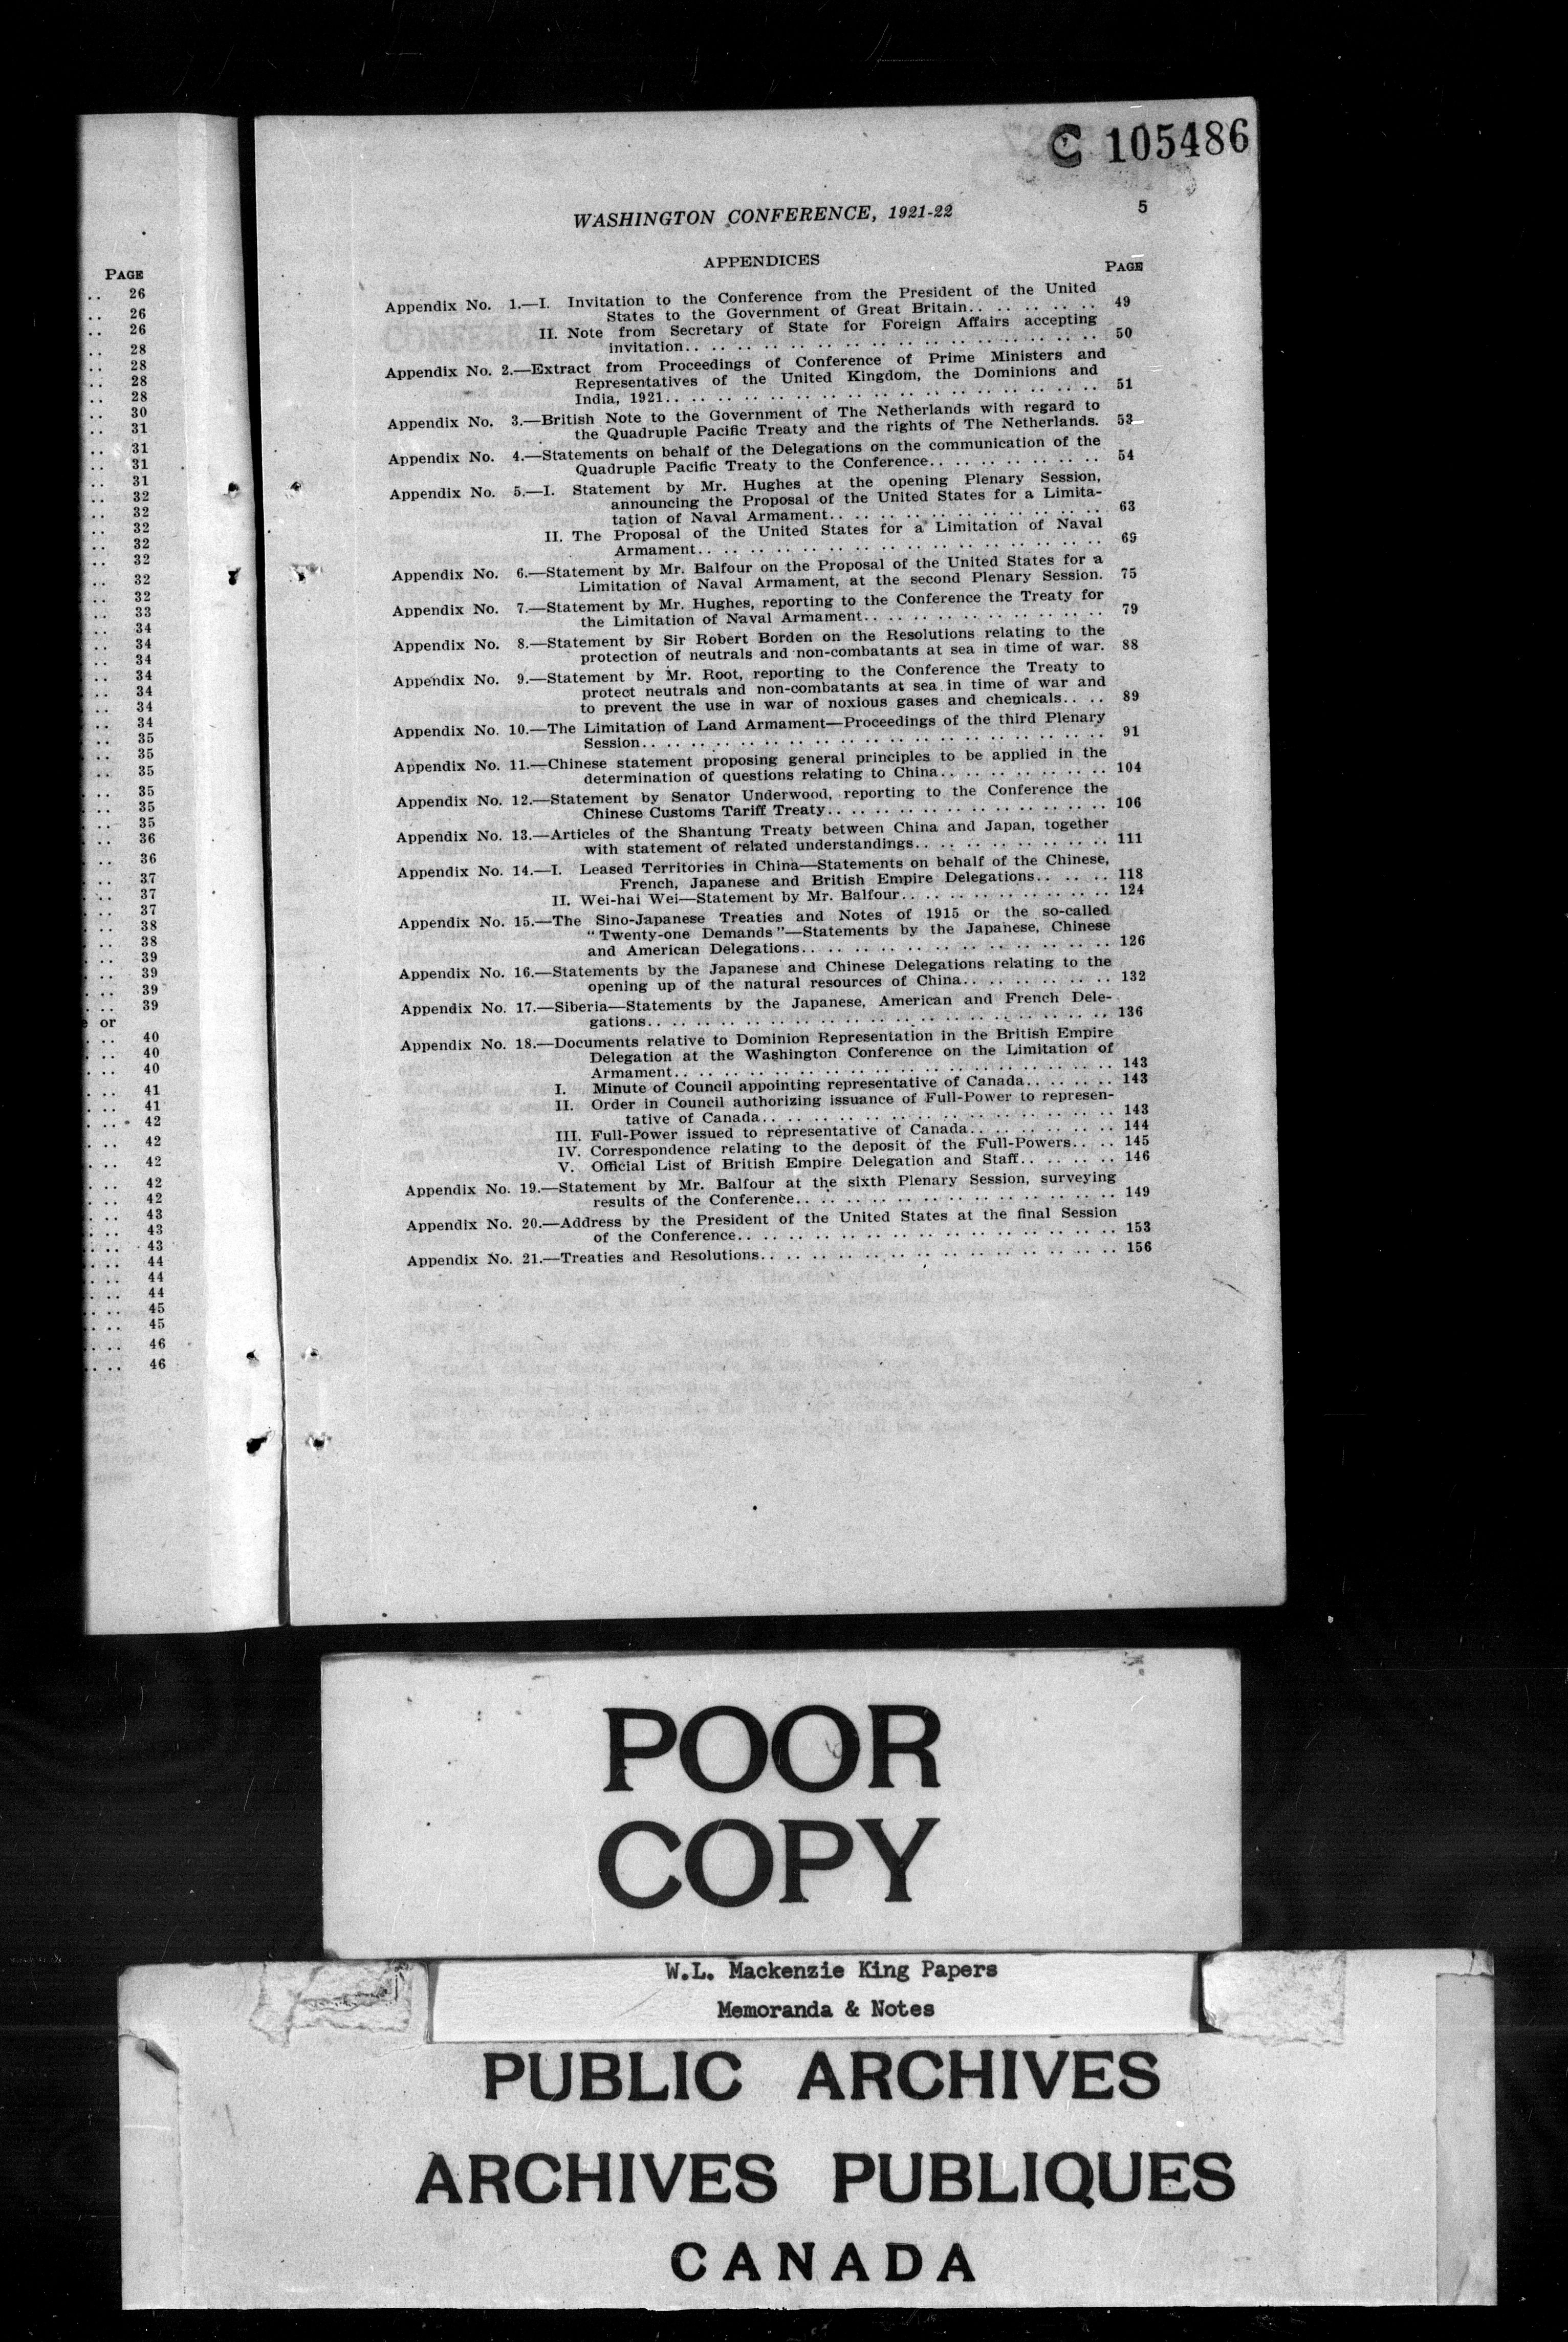 PAGE
.. 26
.. 26
.. 26
.. 28
.. 28
.. 28
.. 28
.. 30
.. 31
.. 31
.. 31
.. 31
.. 32
.. 32
.. 32
.. 32
.. 32
.. 32
.. 32
.. 33
.. 34
.. 34
.. 34
.. 34
.. 34
.. 34
.. 34
.. 35
.. 35
.. 35
.. 35
.. 35
.. 35
.. 36
.. 36
.. 37
.. 37
.. 37
.. 38
.. 38
.. 39
.. 39
.. 39
.. 39
or
.. 40
.. 40
.. 40
.. 41
.. 41
.. 42
.. 42
.. 42
.. 42
.. 42
.. 43
.. 43
.. 43
.. 44
.. 44
.. 44
.. 45
.. 45
.. 46
.. 46
C 105486
WASHINGTON CONFERENCE, 1921-22 5
APPENDICES
PAGE
Appendix No. 1.—I. Invitation to the Conference from the President of the United
States to the Government of Great Britain.. .. .. .. .. .. 49
II. Note from Secretary of State for Foreign Affairs accepting
invitation.. .. .. .. .. .. .. .. .. .. .. .. .. .. .. .. 50
Appendix No. 2.—Extract from Proceedings of Conference of Prime Ministers and
Representatives of the United Kingdom, the Dominions and
India, 1921.. .. .. .. .. .. .. .. .. .. .. .. .. .. .. .. 51
Appendix No. 3.—British Note to the Government of The Netherlands with regard to
the Quadruple Pacific Treaty and the rights of The Netherlands. 53
Appendix No. 4.—Statements on behalf of the Delegations on the communication of the
Quadruple Pacific Treaty to the Conference.. .. .. .. .. .. .. 54
Appendix No. 5.—I. Statement by Mr. Hughes at the opening Plenary Session,
announcing the Proposal of the United States for a Limita-
tation of Naval Armament.. .. .. .. .. .. .. .. .. .. .. 63
II. The Proposal of the United States for a Limitation of Naval
Armament.. .. .. .. .. .. .. .. .. .. .. .. .. .. .. .. 69
Appendix No. 6.—Statement by Mr. Balfour on the Proposal of the United States for a
Limitation of Naval Armament, at the second Plenary Session. 75
Appendix No. 7.—Statement by Mr. Hughes, reporting to the Conference the Treaty for
the Limitation of Naval Armament.. .. .. .. .. .. .. .. .. .. 79
Appendix No. 8.—Statement by Sir Robert Borden on the Resolutions relating to the
protection of neutrals and non-combatants at sea in time of war. 88
Appendix No. 9.—Statement by Mr. Root, reporting to the Conference the Treaty to
protect neutrals and non-combatants at sea in time of war and
to prevent the use in war of noxious gases and chemicals.. .. .. 89
Appendix No. 10.—The Limitation of Land Armament—Proceedings of the third Plenary
Session.. .. .. .. .. .. .. .. .. .. .. .. .. .. .. .. .. .. 91
Appendix No. 11.—Chinese statement proposing general principles to be applied in the
determination of questions relating to China.. .. .. .. .. .. .. 104
Appendix No. 12.—Statement by Senator Underwood, reporting to the Conference the
Chinese Customs Tariff Treaty.. .. .. .. .. .. .. .. .. .. .. 106
Appendix No. 13.—Articles of the Shantung Treaty between China and Japan, together
with statement of related understandings.. .. .. .. .. .. .. .. 111
Appendix No. 14.—I. Leased Territories in China—Statements on behalf of the Chinese,
French, Japanese and British Empire Delegations.. .. .. .. 118
II. Wei-hai Wei—Statement by Mr. Balfour.. .. .. .. .. .. .. .. 124
Appendix No. 15.—The Sino-Japanese Treaties and Notes of 1915 or the so-called
"Twenty-one Demands"—Statements by the Japanese, Chinese
and American Delegations.. .. .. .. .. .. .. .. .. .. .. .. 126
Appendix No. 16.—Statements by the Japanese and Chinese Delegations relating to the
opening up of the natural resources of China.. .. .. .. .. .. .. 132
Appendix No. 17.—Siberia—Statements by the Japanese, American and French Dele-
gations.. .. .. .. .. .. .. .. .. .. .. .. .. .. .. .. .. .. 136
Appendix No. 18.—Documents relative to Dominion Representation in the British Empire
Delegation at the Washington Conference on the Limitation of
Armament.. .. .. .. .. .. .. .. .. .. .. .. .. .. .. .. .. 143
I. Minute of Council appointing representative of Canada.. .. .. .. 143
II. Order in Council authorizing issuance of Full-Power to represen-
tative of Canada.. .. .. .. .. .. .. .. .. .. .. .. .. .. 143
III. Full-Power issued to representative of Canada.. .. .. .. .. .. 144
IV. Correspondence relating to the deposit of the Full-Powers.. .. .. 145
V. Official List of British Empire Delegation and Staff.. .. .. .. 146
Appendix No. 19.—Statement by Mr. Balfour at the sixth Plenary Session, surveying
results of the Conference.. .. .. .. .. .. .. .. .. .. .. .. 149
Appendix No. 20.—Address by the President of the United States at the final Session
of the Conference.. .. .. .. .. .. .. .. .. .. .. .. .. .. .. 153
Appendix No. 21.—Treaties and Resolutions.. .. .. .. .. .. .. .. .. .. .. .. .. .. 156
POOR
COPY
W.L. Mackenzie King Papers
Memoranda & Notes
PUBLIC ARCHIVES
ARCHIVES PUBLIQUES
CANADA